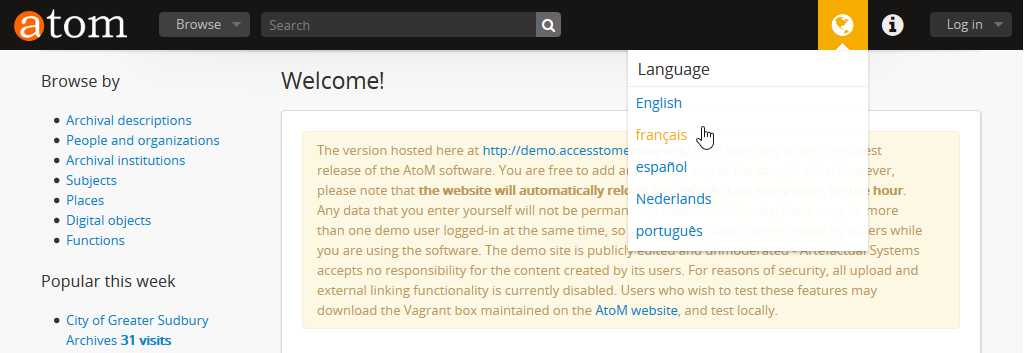 atom
Browse
Search
Log in
Browse by
Archival descriptions
People and organizations
Archival institutions
Subjects
Places
Digital objects
Functions
Popular this week
City of Greater Sudbury
Archives 31 visits
Welcome!
Language
English
français
español
Nederlands
português
The version hosted here at http://demo.accesstome
release of the AtoM software. You are free to add
please note that the website will automatically on the hour.
Any data that you enter yourself will not be more
than one demo user logged-in at the same time, so while
you are using the software. The demo site is publicly edited and unmoderated - Artefactual Systems
accepts no responsibility for the content created by its users. For reasons of security, all upload and
external linking functionality is currently disabled. Users who wish to test these features may
download the Vagrant box maintained on the AtoM website, and test locally.